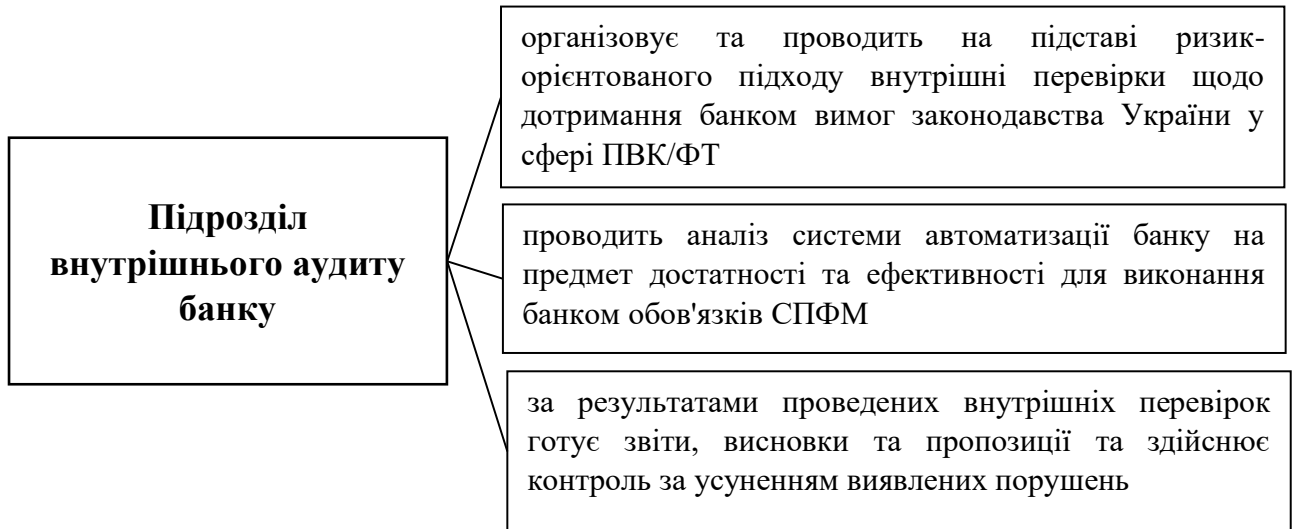 організовує та проводить на підставі ризик-
орієнтованого підходу внутрішні перевірки щодо
дотримання банком вимог законодавства України у
сфері ПВК/ФТ
Підрозділ
внутрішнього аудиту
банку
проводить аналіз системи автоматизації банку на
предмет достатності та ефективності для виконання
банком обов'язків СПФМ
за результатами проведених внутрішніх перевірок
готує звіти, висновки та пропозиції та здійснює
контроль за усуненням виявлених порушень